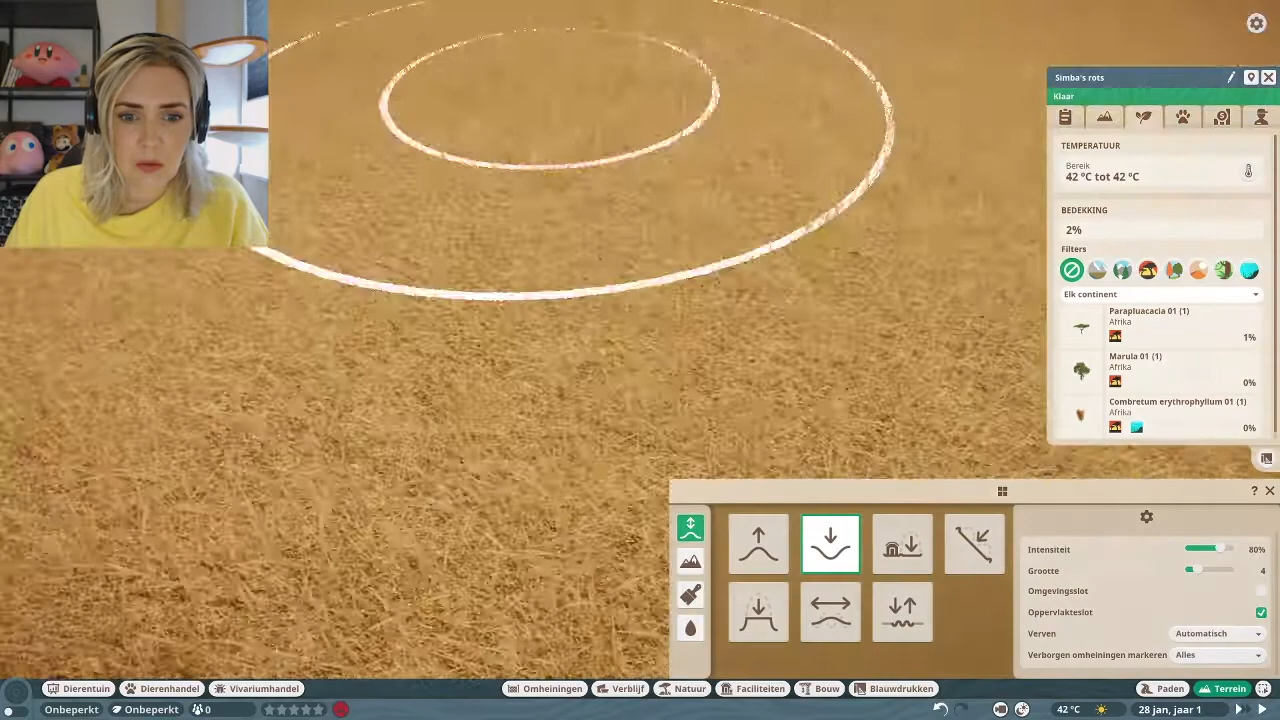 Simba's rots
Klaar
TEMPERATUUR
Bereik
42 °C tot 42 °C
BEDEKKING
2%
Filters
Elk continent
Parapluacacia 01 (1)
Afrika
1%
Marula 01 (1)
Afrika
0%
Combretum erythrophyllum 01 (1)
Afrika
0%
?
Intensiteit 80%
Grootte 4
Omgevingsslot
Oppervlakteslot
Verven Automatisch
Verborgen omheiningen markeren Alles
Dierentuin Dierenhandel Vivariumhandel Omheiningen Verblijf Natuur Faciliteiten Bouw Blauwdrukken Paden Terrein
Onbeperkt Onbeperkt 0 42 °C 28 jan, jaar 1